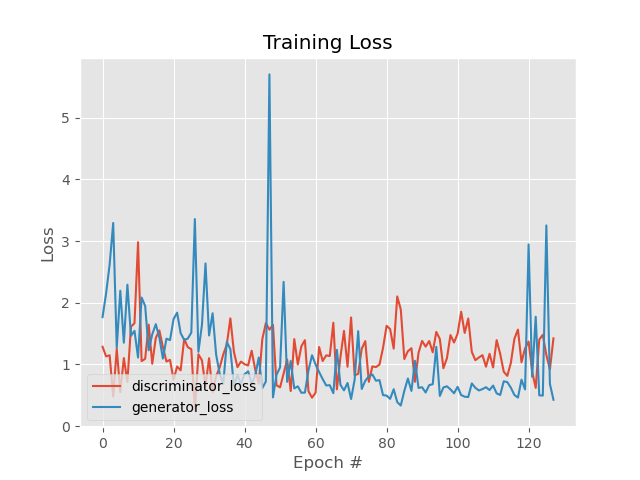 Training Loss
Loss
5
4
3
2
1
0
discriminator_loss
generator_loss
0 20 40 60 80 100 120
Epoch #